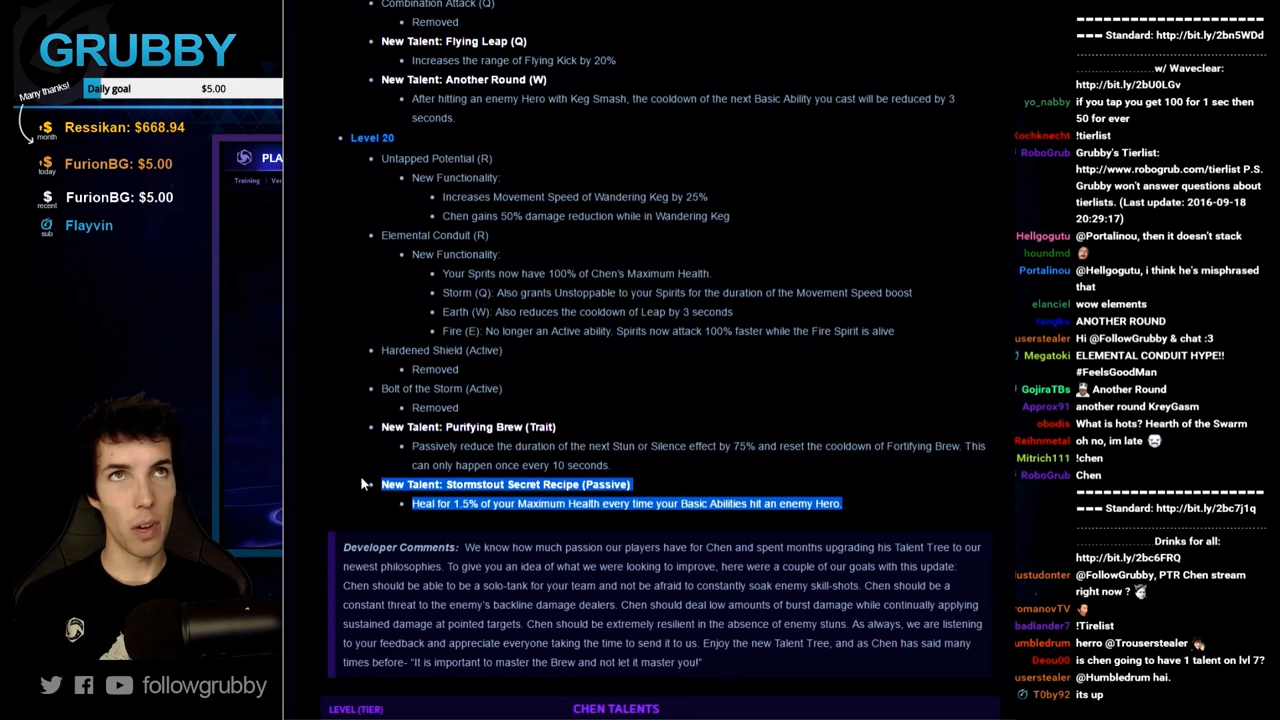 GRUBBY
Many thanks!
Daily goal
$5.00
$
month
Ressikan: $668.94
$
today
FurionBG: $5.00
$
recent
FurionBG: $5.00
sub
Flayvin
PLA
Training
Ver
followgrubby
Combination Attack (Q)
Removed
New Talent: Flying Leap (Q)
Increases the range of Flying Kick by 20%
New Talent: Another Round (W)
After hitting an enemy Hero with Keg Smash, the cooldown of the next Basic Ability you cast will be reduced by 3
seconds.
Level 20
Untapped Potential (R)
New Functionality:
Increases Movement Speed of Wandering Keg by 25%
Chen gains 50% damage reduction while in Wandering Keg
Elemental Conduit (R)
New Functionality:
Your Sprits now have 100% of Chen's Maximum Health.
Storm (Q): Also grants Unstoppable to your Spirits for the duration of the Movement Speed boost
Earth (W): Also reduces the cooldown of Leap by 3 seconds
Fire (E): No longer an Active ability. Spirits now attack 100% faster while the Fire Spirit is alive
Hardened Shield (Active)
Removed
Bolt of the Storm (Active)
Removed
New Talent: Purifying Brew (Trait)
Passively reduce the duration of the next Stun or Silence effect by 75% and reset the cooldown of Fortifying Brew. This
can only happen once every 10 seconds.
New Talent: Stormstout Secret Recipe (Passive)
Heal for 1.5% of your Maximum Health every time your Basic Abilities hit an enemy Hero.
Developer Comments: We know how much passion our players have for Chen and spent months upgrading his Talent Tree to our
newest philosophies. To give you an idea of what we were looking to improve, here were a couple of our goals with this update:
Chen should be able to be a solo-tank for your team and not be afraid to constantly soak enemy skill-shots. Chen should be a
constant threat to the enemy's backline damage dealers. Chen should deal low amounts of burst damage while continually applying
sustained damage at pointed targets. Chen should be extremely resilient in the absence of enemy stuns. As always, we are listening
to your feedback and appreciate everyone taking the time to send it to us. Enjoy the new Talent Tree, and as Chen has said many
times before- "It is important to master the Brew and not let it master you!"
LEVEL (TIER)
CHEN TALENTS
Standard: http://bit.ly/2bn5WDd
w/ Waveclear:
http://bit.ly/2bU0LGv
yo_nabby if you tap you get 100 for 1 sec then
50 for ever
Kochknecht !tierlist
RoboGrub Grubby's Tierlist:
http://www.robogrub.com/tierlist P.S.
Grubby won't answer questions about
tierlists. (Last update: 2016-09-18
20:29:17)
Hellgogutu @Portalinou, then it doesn't stack
houndmd
Portalinou @Hellgogutu, i think he's misphrased
that
elanciel wow elements
ANOTHER ROUND
userstealer Hi @FollowGrubby & chat :3
Megatoki ELEMENTAL CONDUIT HYPE!!
#FeelsGoodMan
GojiraTBs Another Round
Approx91 another round KreyGasm
obodis What is hots? Hearth of the Swarm
Reihnmetal oh no, im late
Mitrich111 !chen
RoboGrub Chen
Standard: http://bit.ly/2bc7j1q
Drinks for all:
http://bit.ly/2bc6FRQ
lustudonter @FollowGrubby, PTR Chen stream
right now ?
romanovTV
badlander7 !Tirelist
umbledrum herro @Trouserstealer
Deou00 is chen going to have 1 talent on lvl 7?
userstealer @Humbledrum hai.
T0by92 its up